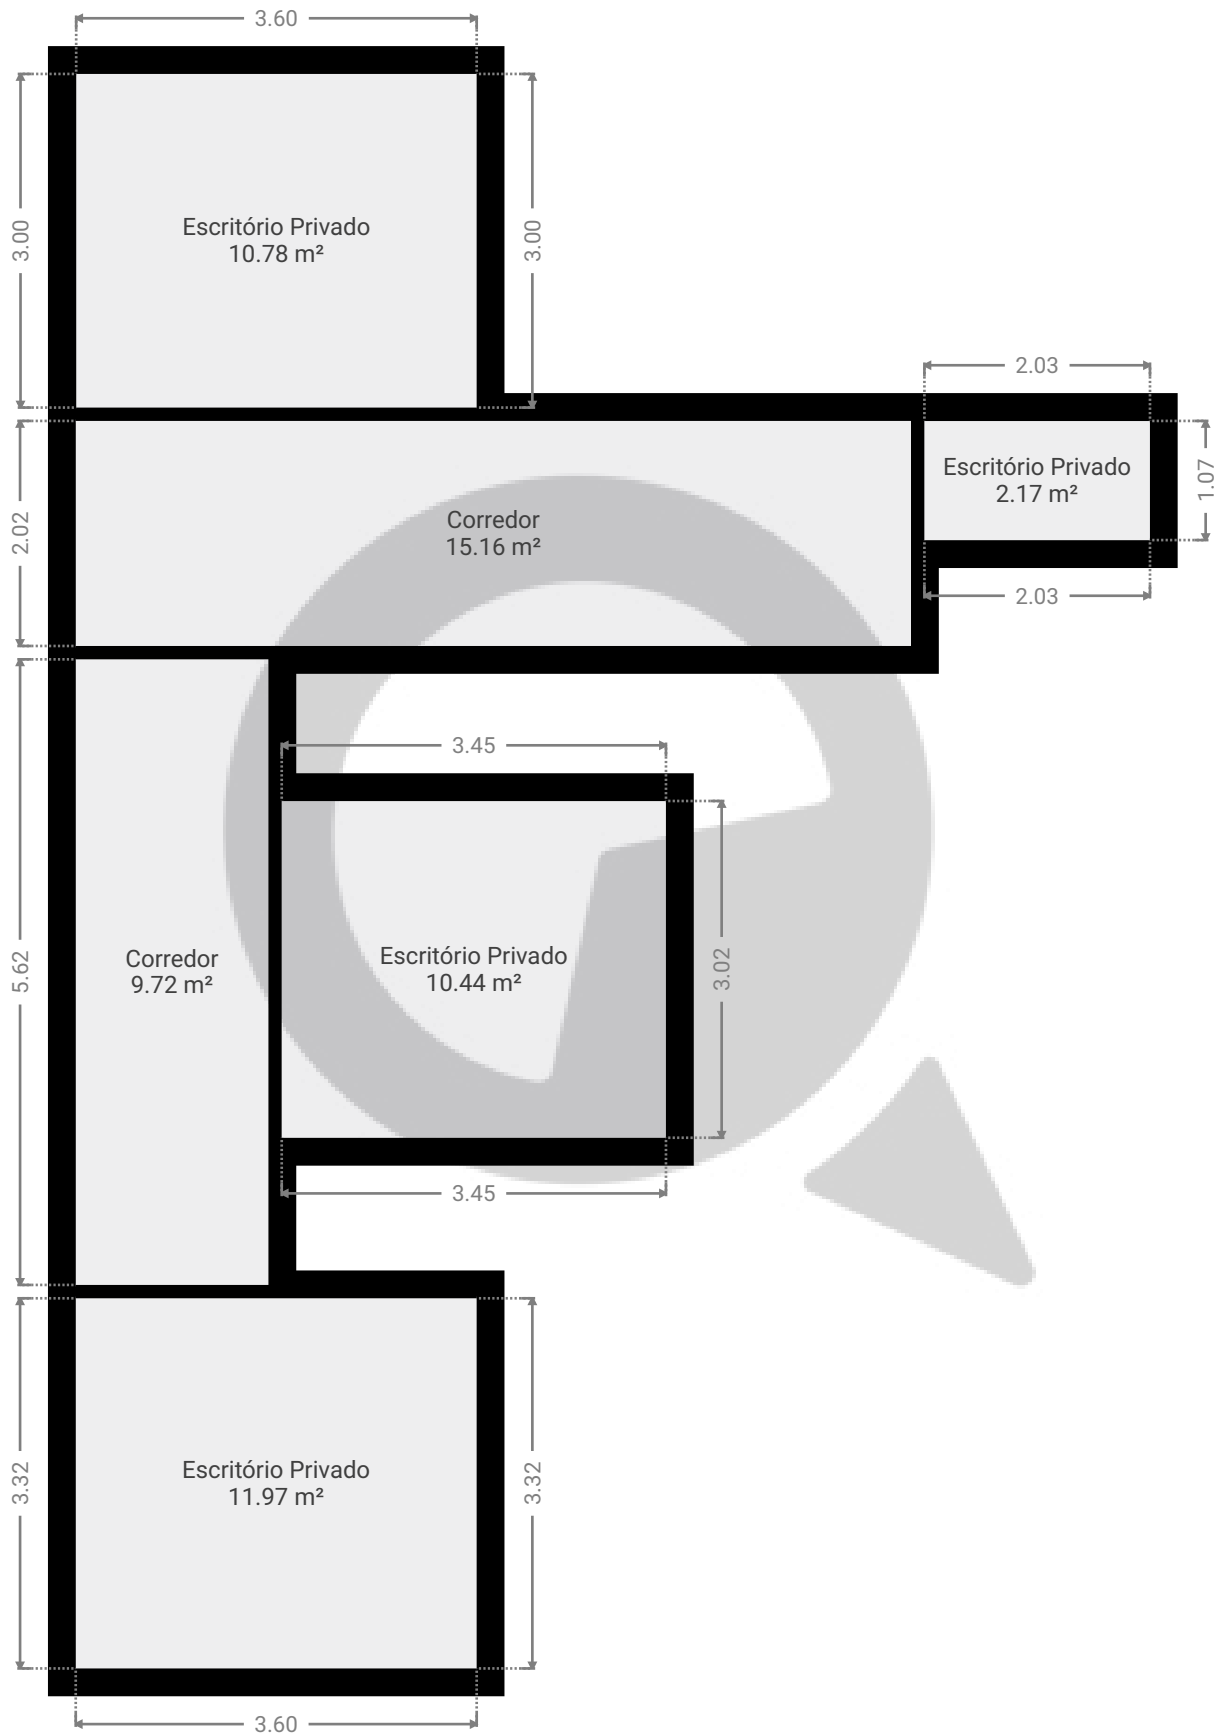 3.60
3.00
Escritório Privado
10.78 m²
3.00
2.03
2.02
Corredor
15.16 m²
Escritório Privado
2.17 m²
1.07
2.03
3.45
5.62
Corredor
9.72 m²
Escritório Privado
10.44 m²
3.02
3.45
3.32
Escritório Privado
11.97 m²
3.32
3.60